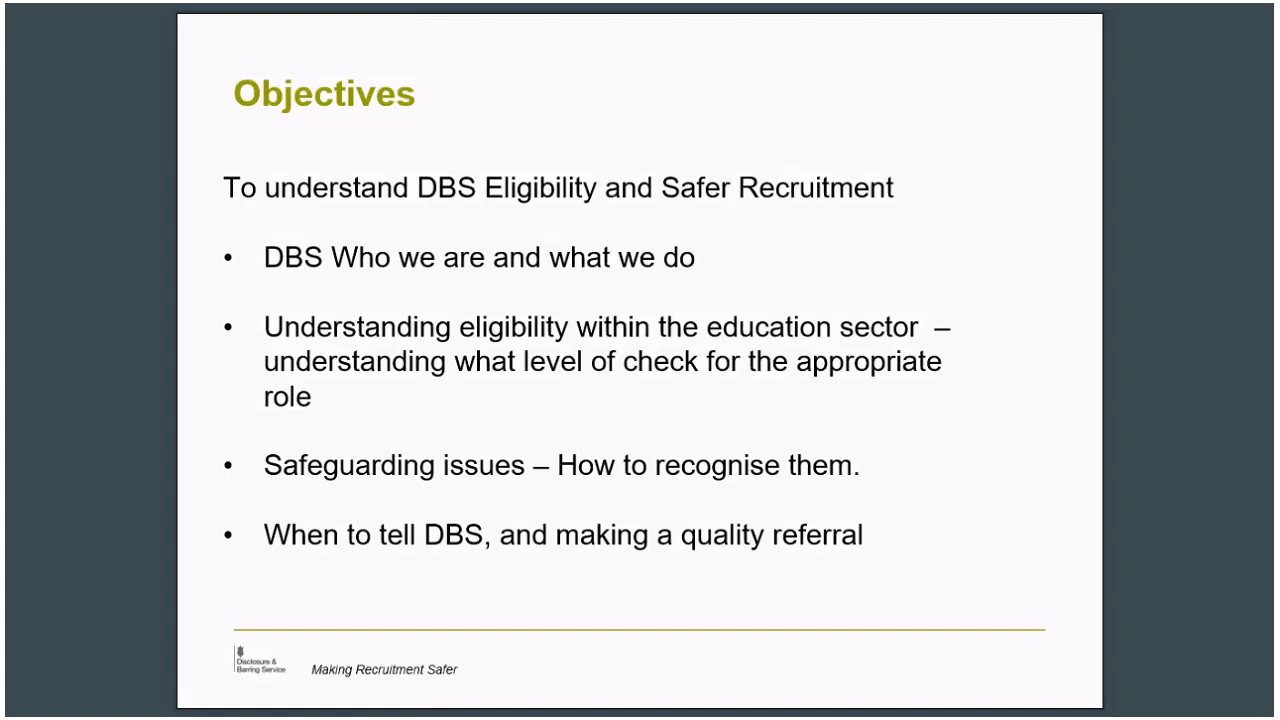 Objectives
To understand DBS Eligibility and Safer Recruitment
• DBS Who we are and what we do
• Understanding eligibility within the education sector –
understanding what level of check for the appropriate
role
• Safeguarding issues – How to recognise them.
• When to tell DBS, and making a quality referral
Disclosure &
Barring Service
Making Recruitment Safer